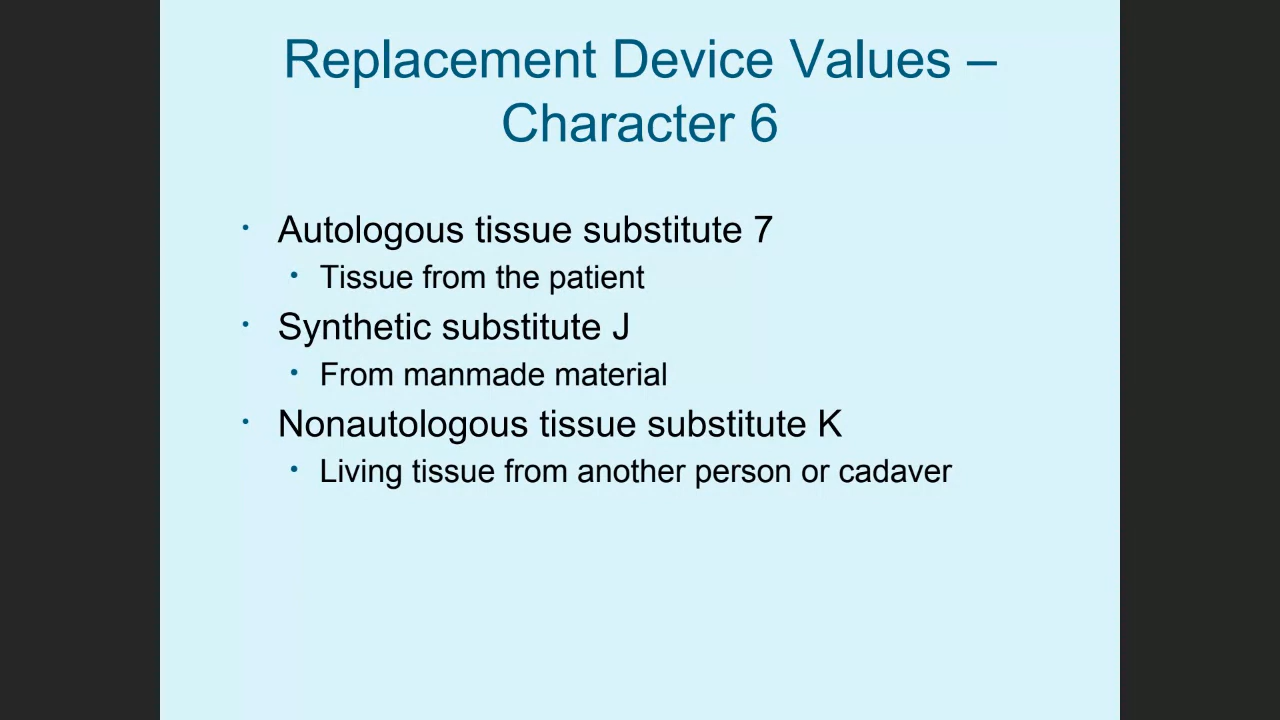 Replacement Device Values –
Character 6
• Autologous tissue substitute 7
• Tissue from the patient
• Synthetic substitute J
• From manmade material
• Nonautologous tissue substitute K
• Living tissue from another person or cadaver